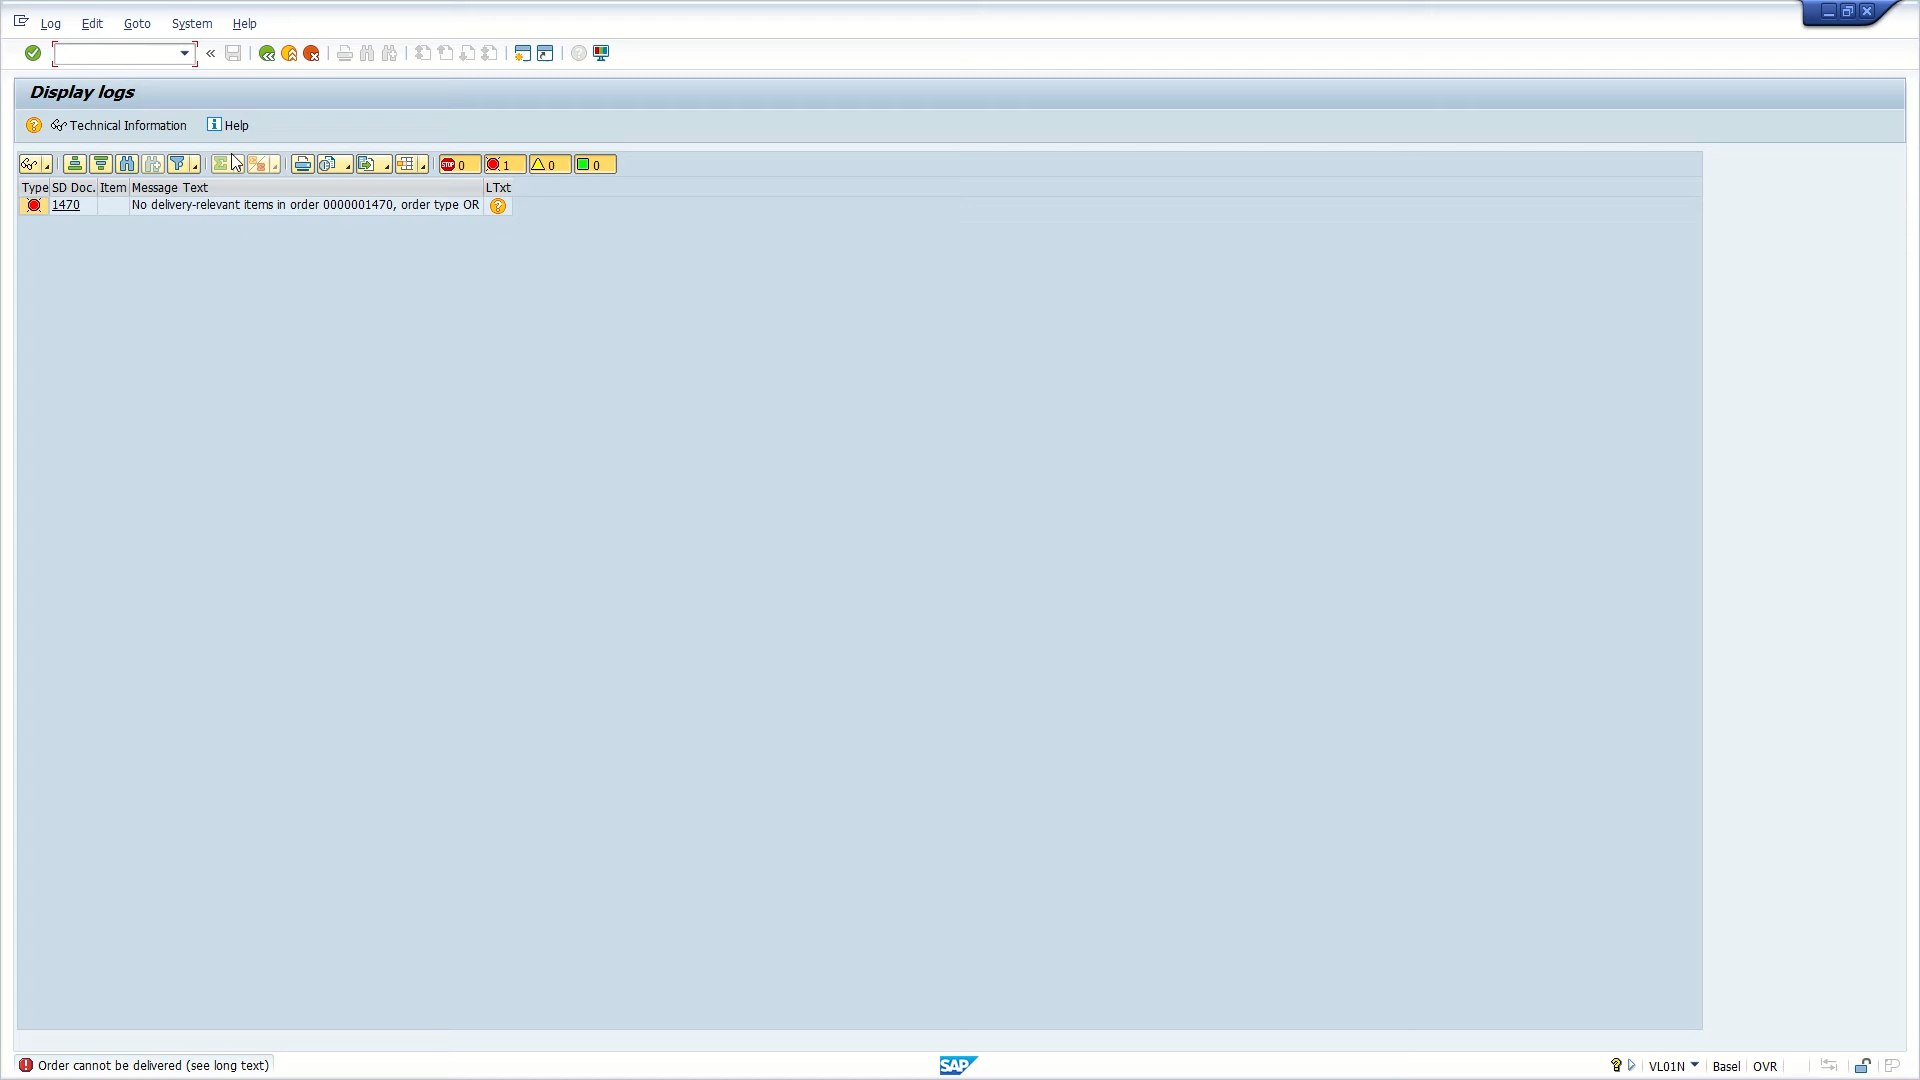 Log Edit Goto System Help
Display logs
Technical Information Help
STOP 0 1 0 0
Type SD Doc. Item Message Text LTxt
1470 No delivery-relevant items in order 0000001470, order type OR
Order cannot be delivered (see long text) SAP VL01N Basel OVR